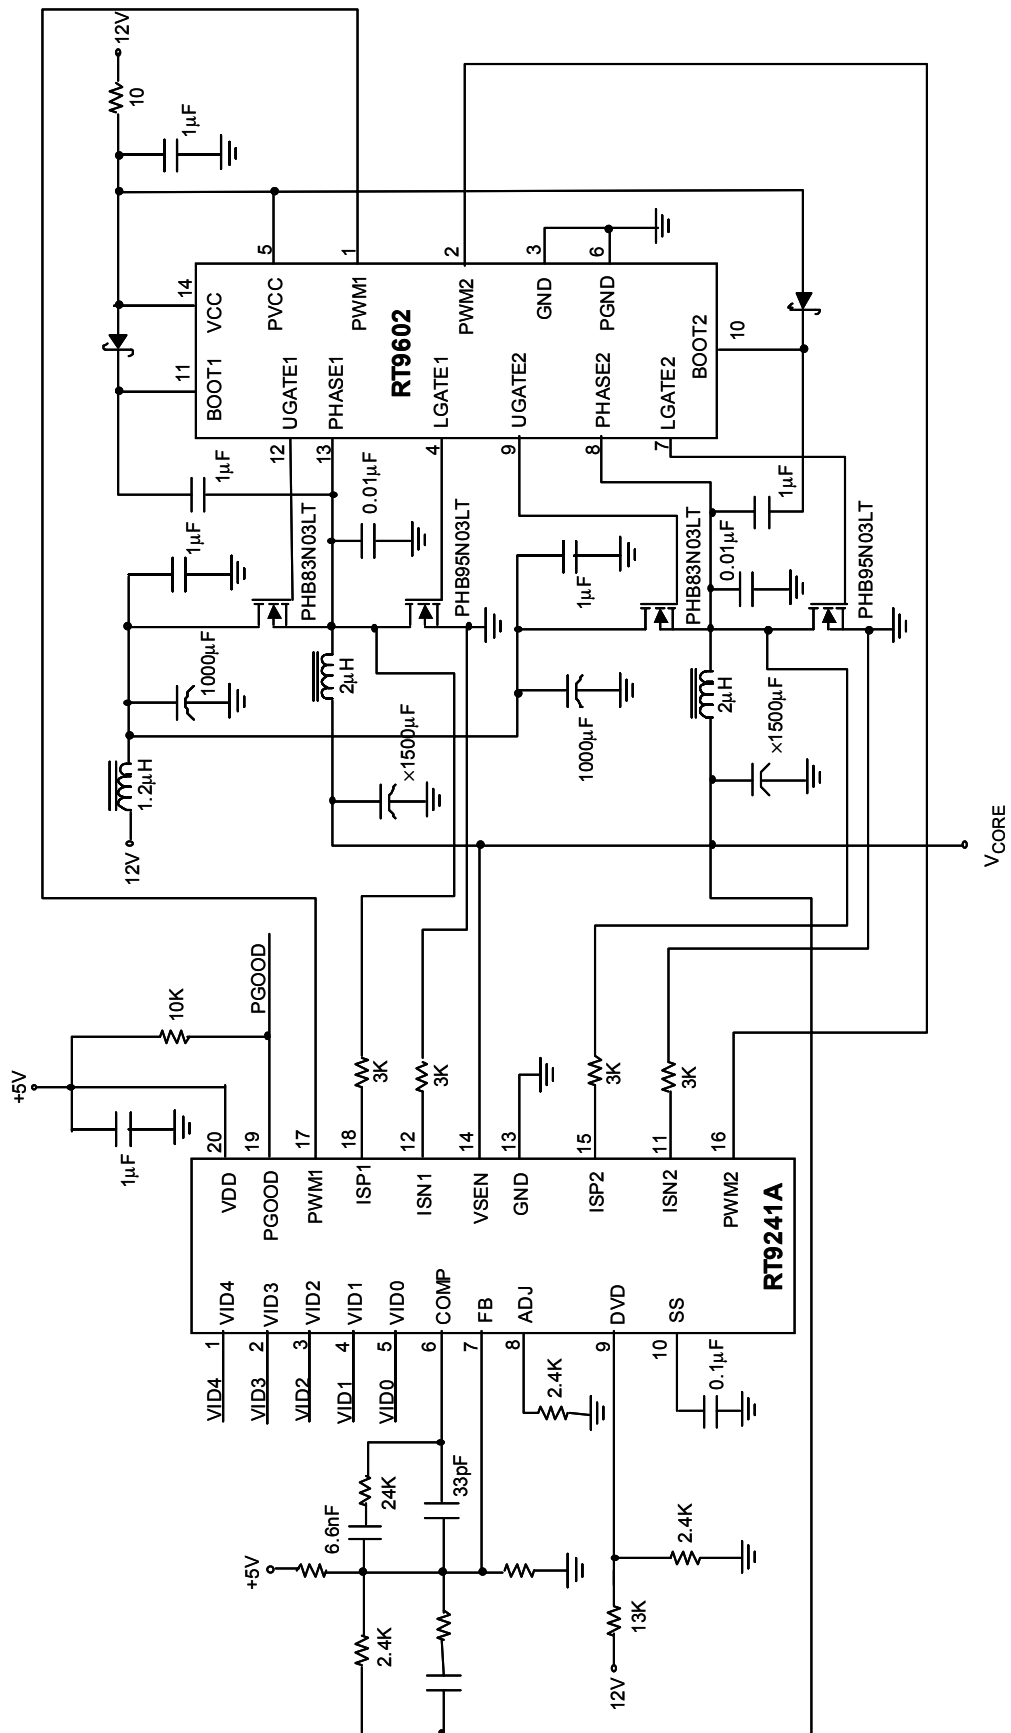 12V
10
1µF
5
1
2
3
6
14
VCC
PVCC
PWM1
PWM2
GND
PGND
11
BOOT1
UGATE1
PHASE1
RT9602
LGATE1
UGATE2
PHASE2
LGATE2
BOOT2
10
12
13
4
9
8
7
1µF
1µF
0.01µF
PHB83N03LT
PHB95N03LT
1µF
PHB83N03LT
0.01µF
1µF
PHB95N03LT
1000µF
2µH
×1500µF
1000µF
2µH
×1500µF
1.2µH
12V
VCORE
PGOOD
10K
+5V
1µF
3K
3K
3K
3K
20
19
17
18
12
14
13
15
11
16
VDD
PGOOD
PWM1
ISP1
ISN1
VSEN
GND
ISP2
ISN2
PWM2
RT9241A
VID4
VID3
VID2
VID1
VID0
COMP
FB
ADJ
DVD
SS
1
2
3
4
5
6
7
8
9
10
VID4
VID3
VID2
VID1
VID0
2.4K
0.1µF
6.6nF
24K
33pF
2.4K
+5V
2.4K
13K
12V